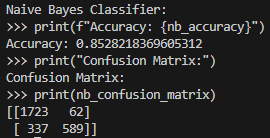 Naive Bayes Classifier:
>>> print(f"Accuracy: {nb_accuracy}")
Accuracy: 0.8528218369605312
>>> print("Confusion Matrix:")
Confusion Matrix:
>>> print(nb_confusion_matrix)
[[1723   62]
 [ 337  589]]